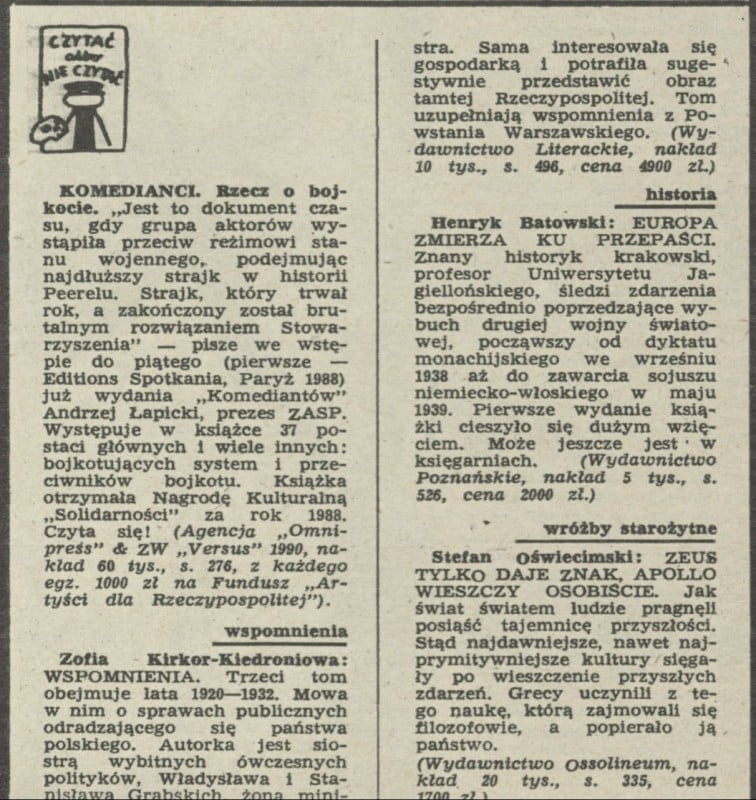 CZYTAĆ
albo
NIE CZYTAĆ
KOMEDIANCI. Rzecz o boj-
kocie. „Jest to dokument cza-
su, gdy grupa aktorów wy-
stąpiła przeciw reżimowi sta-
nu wojennego, podejmując
najdłuższy strajk w historii
Peerelu. Strajk, który trwał
rok, a zakończony został bru-
talnym rozwiązaniem Stowa-
rzyszenia” — pisze we wstę-
pie do piątego (pierwsze —
Editions Spotkania, Paryż 1988)
już wydania „Komediantów”
Andrzej Łapicki, prezes ZASP.
Występuje w książce 37 po-
staci głównych i wiele innych:
bojkotujących system i prze-
ciwników bojkotu. Książka
otrzymała Nagrodę Kulturalną
„Solidarności” za rok 1988.
Czyta się! (Agencja „Omni-
press” & ZW „Versus” 1990, na-
kład 60 tys., s. 276, z każdego
egz. 1000 zł na Fundusz „Ar-
tyści dla Rzeczypospolitej”).
wspomnienia
Zofia Kirkor-Kiedroniowa:
WSPOMNIENIA. Trzeci tom
obejmuje lata 1920—1932. Mowa
w nim o sprawach publicznych
odradzającego się państwa
polskiego. Autorka jest sio-
strą wybitnych ówczesnych
polityków, Władysława i Sta-
nisława Grabskich, żoną mini-
stra. Sama interesowała się
gospodarką i potrafiła suge-
stywnie przedstawić obraz
tamtej Rzeczypospolitej. Tom
uzupełniają wspomnienia z Po-
wstania Warszawskiego. (Wy-
dawnictwo Literackie, nakład
10 tys., s. 496, cena 4900 zł.)
historia
Henryk Batowski: EUROPA
ZMIERZA KU PRZEPAŚCI.
Znany historyk krakowski,
profesor Uniwersytetu Ja-
giellońskiego, śledzi zdarzenia
bezpośrednio poprzedzające wy-
buch drugiej wojny świato-
wej, począwszy od dyktatu
monachijskiego we wrześniu
1938 aż do zawarcia sojuszu
niemiecko-włoskiego w maju
1939. Pierwsze wydanie ksią-
żki cieszyło się dużym wzię-
ciem. Może jeszcze jest w
księgarniach. (Wydawnictwo
Poznańskie, nakład 5 tys., s.
526, cena 2000 zł.)
wróżby starożytne
Stefan Oświecimski: ZEUS
TYLKO DAJE ZNAK, APOLLO
WIESZCZY OSOBIŚCIE. Jak
świat światem ludzie pragnęli
posiąść tajemnicę przyszłości.
Stąd najdawniejsze, nawet naj-
prymitywniejsze kultury sięga-
ły po wieszczenie przyszłych
zdarzeń. Grecy uczynili z te-
go naukę, którą zajmowali się
filozofowie, a popierało ją
państwo.
(Wydawnictwo Ossolineum, na-
kład 20 tys., s. 335, cena
1700 zł.)